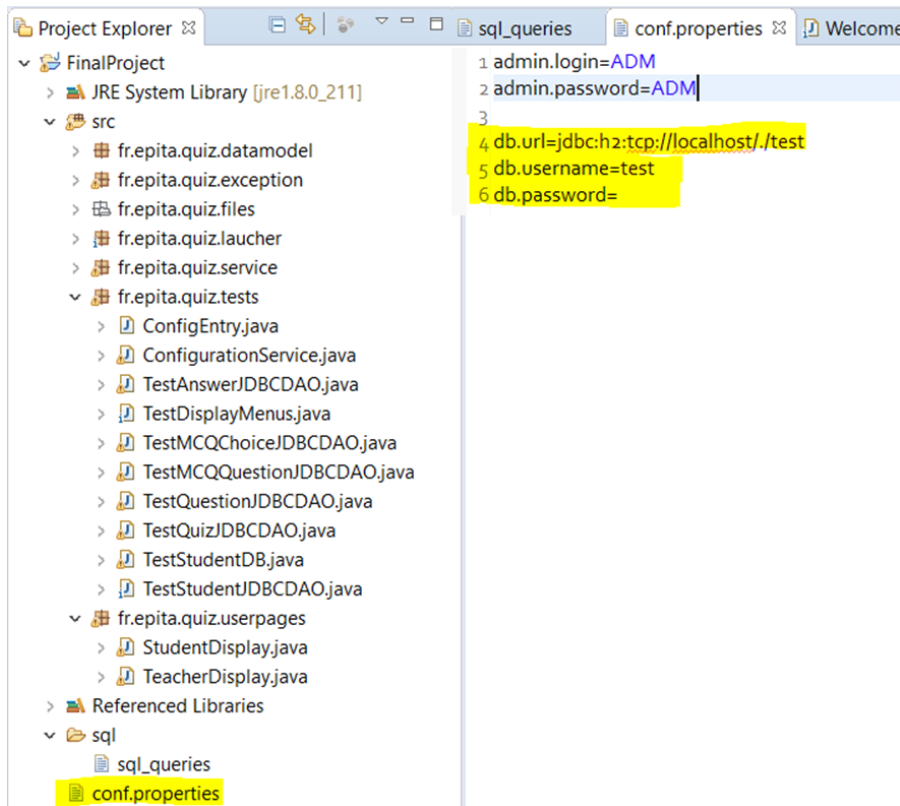 Project Explorer
sql_queries
conf.properties
Welcome
FinalProject
JRE System Library [jre1.8.0_211]
src
fr.epita.quiz.datamodel
fr.epita.quiz.exception
fr.epita.quiz.files
fr.epita.quiz.laucher
fr.epita.quiz.service
fr.epita.quiz.tests
ConfigEntry.java
ConfigurationService.java
TestAnswerJDBCDAO.java
TestDisplayMenus.java
TestMCQChoiceJDBCDAO.java
TestMCQQuestionJDBCDAO.java
TestQuestionJDBCDAO.java
TestQuizJDBCDAO.java
TestStudentDB.java
TestStudentJDBCDAO.java
fr.epita.quiz.userpages
StudentDisplay.java
TeacherDisplay.java
Referenced Libraries
sql
sql_queries
conf.properties
1 admin.login=ADM
2 admin.password=ADM
3
4 db.url=jdbc:h2:tcp://localhost/./test
5 db.username=test
6 db.password=